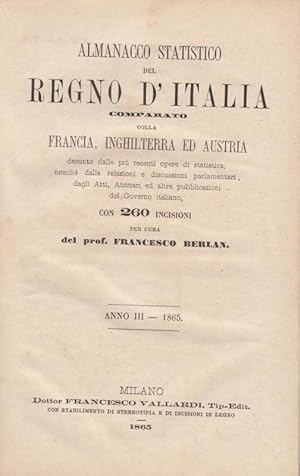 ALMANACCO STATISTICO
DEL
REGNO D'ITALIA
COMPARATO
COLLA
FRANCIA, INGHILTERRA ED AUSTRIA
desunto dalle più recenti opere di statistica,
nonchè dalle relazioni e discussioni parlamentari,
dagli Atti, Annuari ed altre pubblicazioni
del Governo italiano,
CON 260 INCISIONI
PER CURA
del prof. FRANCESCO BERLAN.
ANNO III — 1865.
MILANO
Dottor FRANCESCO VALLARDI, Tip-Edit.
CON STABILIMENTO DI STEREOTIPIA E DI INCISIONI IN LEGNO
1865